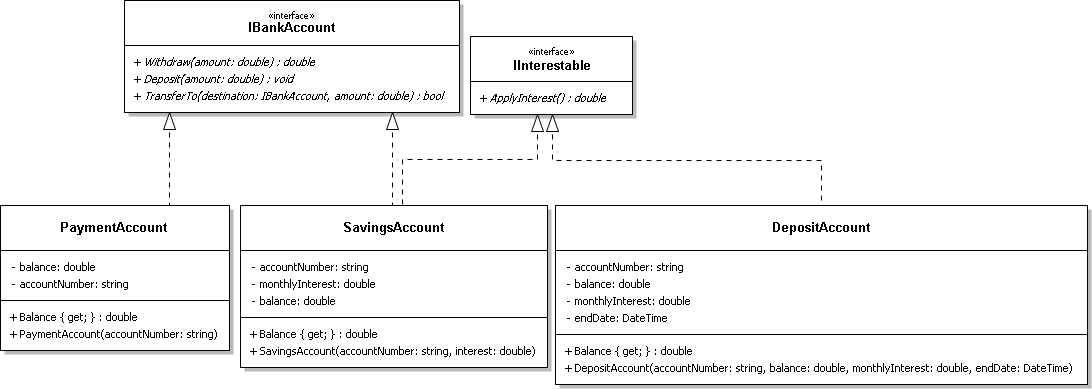 «interface»
IBankAccount
+ Withdraw(amount: double) : double
+ Deposit(amount: double) : void
+ TransferTo(destination: IBankAccount, amount: double) : bool
«interface»
IInterestable
+ ApplyInterest() : double
PaymentAccount
- balance: double
- accountNumber: string
+ Balance { get; } : double
+ PaymentAccount(accountNumber: string)
SavingsAccount
- accountNumber: string
- monthlyInterest: double
- balance: double
+ Balance { get; } : double
+ SavingsAccount(accountNumber: string, interest: double)
DepositAccount
- accountNumber: string
- balance: double
- monthlyInterest: double
- endDate: DateTime
+ Balance { get; } : double
+ DepositAccount(accountNumber: string, balance: double, monthlyInterest: double, endDate: DateTime)